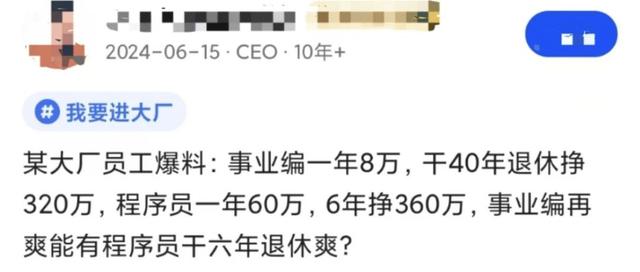 2024-06-15 · CEO · 10年+
# 我要进大厂
某大厂员工爆料：事业编一年8万，干40年退休挣
320万，程序员一年60万，6年挣360万，事业编再
爽能有程序员干六年退休爽？